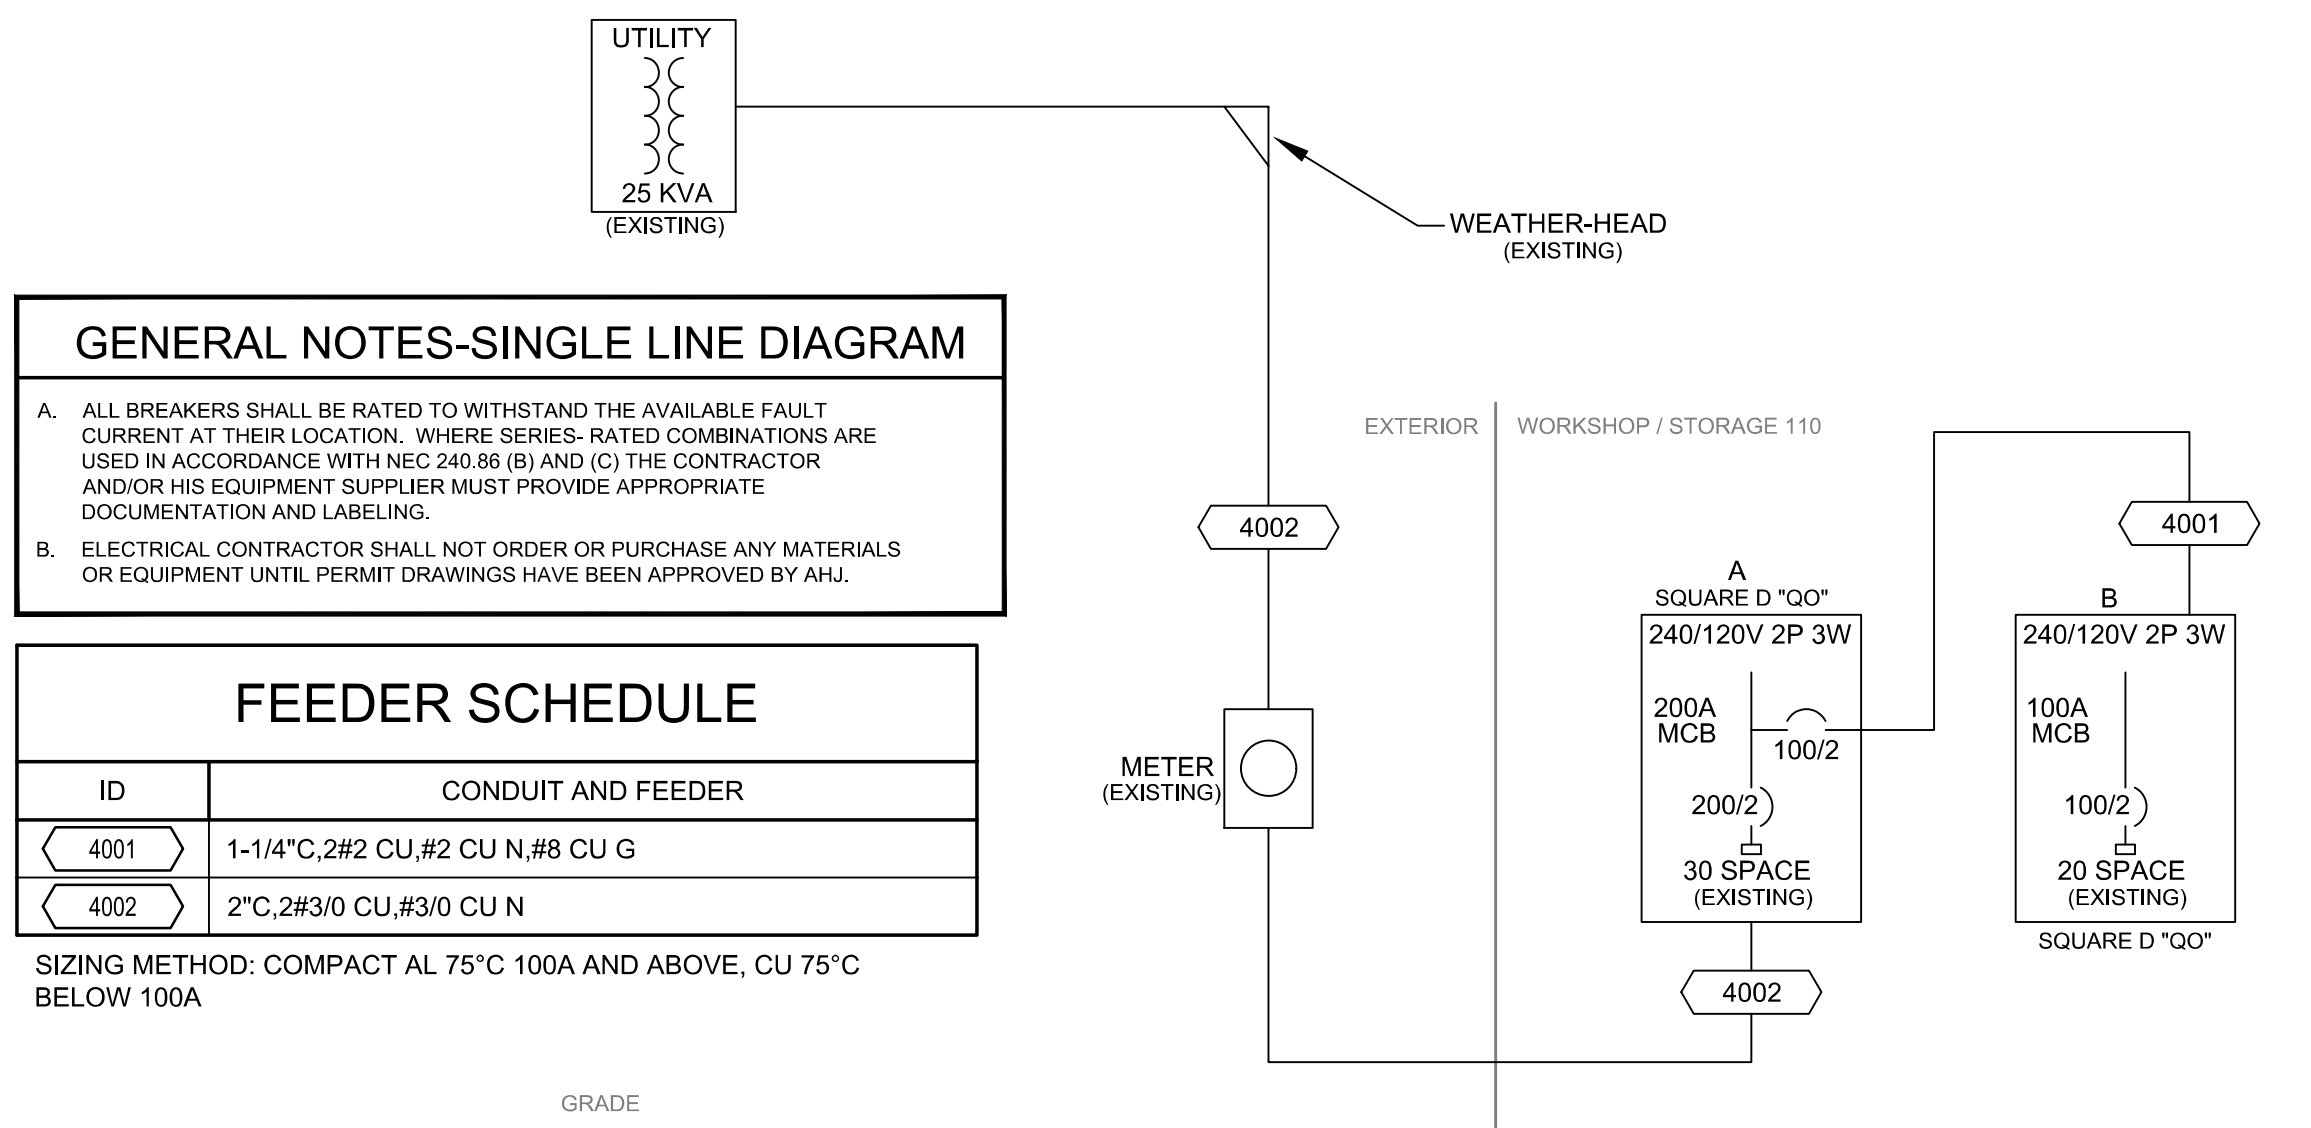 UTILITY
25 KVA
(EXISTING)
WEATHER-HEAD
(EXISTING)
GENERAL NOTES-SINGLE LINE DIAGRAM
A. ALL BREAKERS SHALL BE RATED TO WITHSTAND THE AVAILABLE FAULT
CURRENT AT THEIR LOCATION. WHERE SERIES- RATED COMBINATIONS ARE
USED IN ACCORDANCE WITH NEC 240.86 (B) AND (C) THE CONTRACTOR
AND/OR HIS EQUIPMENT SUPPLIER MUST PROVIDE APPROPRIATE
DOCUMENTATION AND LABELING.
B. ELECTRICAL CONTRACTOR SHALL NOT ORDER OR PURCHASE ANY MATERIALS
OR EQUIPMENT UNTIL PERMIT DRAWINGS HAVE BEEN APPROVED BY AHJ.
FEEDER SCHEDULE
ID CONDUIT AND FEEDER
4001 1-1/4"C,2#2 CU,#2 CU N,#8 CU G
4002 2"C,2#3/0 CU,#3/0 CU N
SIZING METHOD: COMPACT AL 75°C 100A AND ABOVE, CU 75°C
BELOW 100A
GRADE
EXTERIOR
WORKSHOP / STORAGE 110
4002
METER
(EXISTING)
A
SQUARE D "QO"
240/120V 2P 3W
200A
MCB
100/2
200/2
30 SPACE
(EXISTING)
4002
4001
B
240/120V 2P 3W
100A
MCB
100/2
20 SPACE
(EXISTING)
SQUARE D "QO"